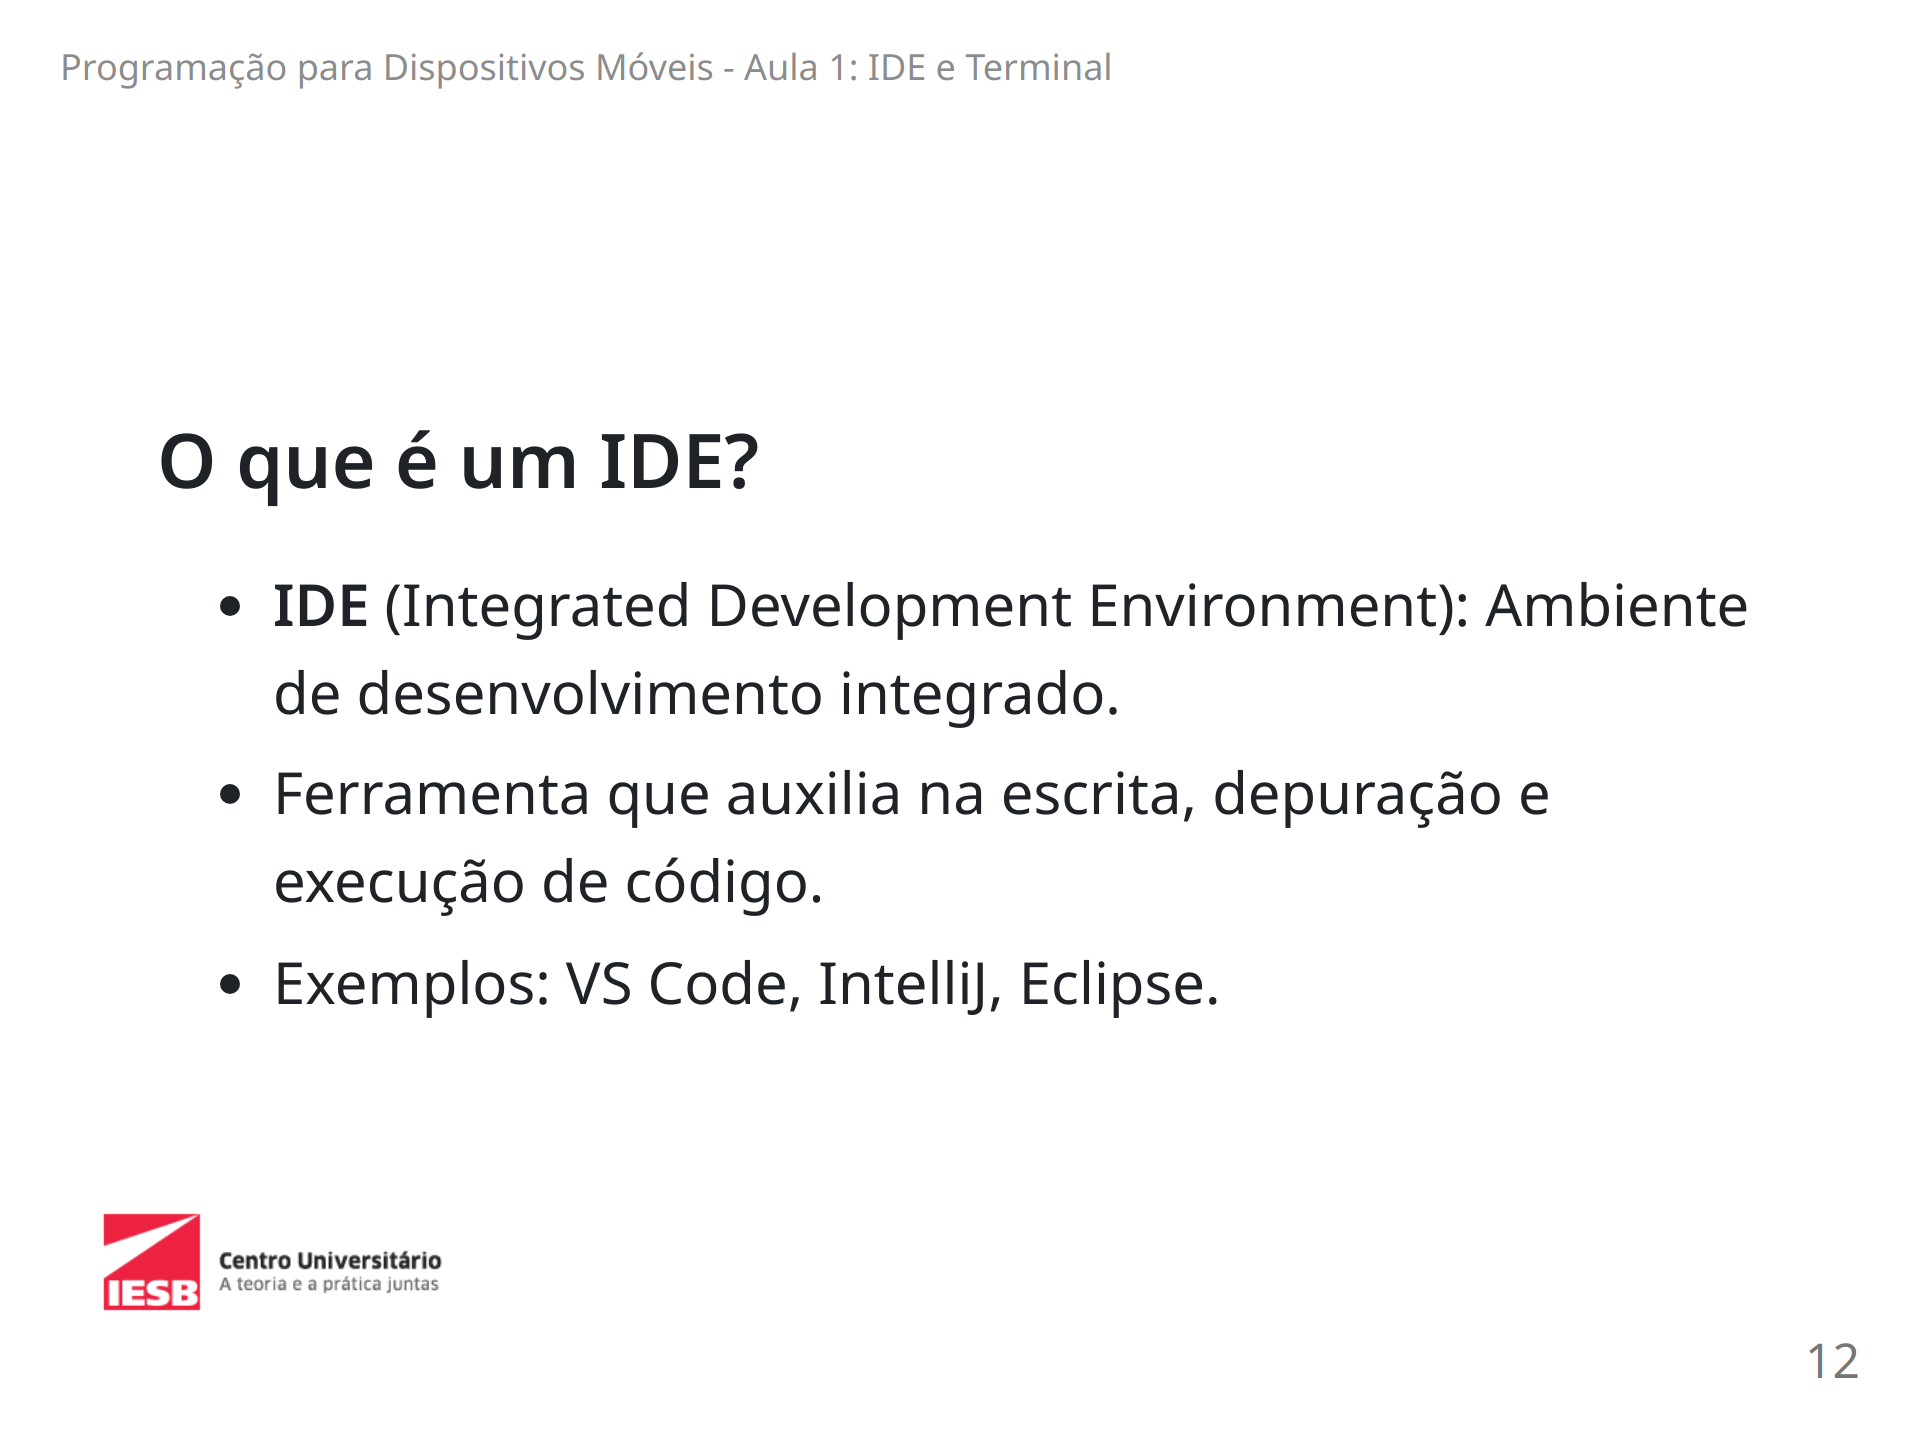 Programação para Dispositivos Móveis - Aula 1: IDE e Terminal
O que é um IDE?
• IDE (Integrated Development Environment): Ambiente
de desenvolvimento integrado.
• Ferramenta que auxilia na escrita, depuração e
execução de código.
• Exemplos: VS Code, IntelliJ, Eclipse.
IESB
Centro Universitário
A teoria e a prática juntas
12